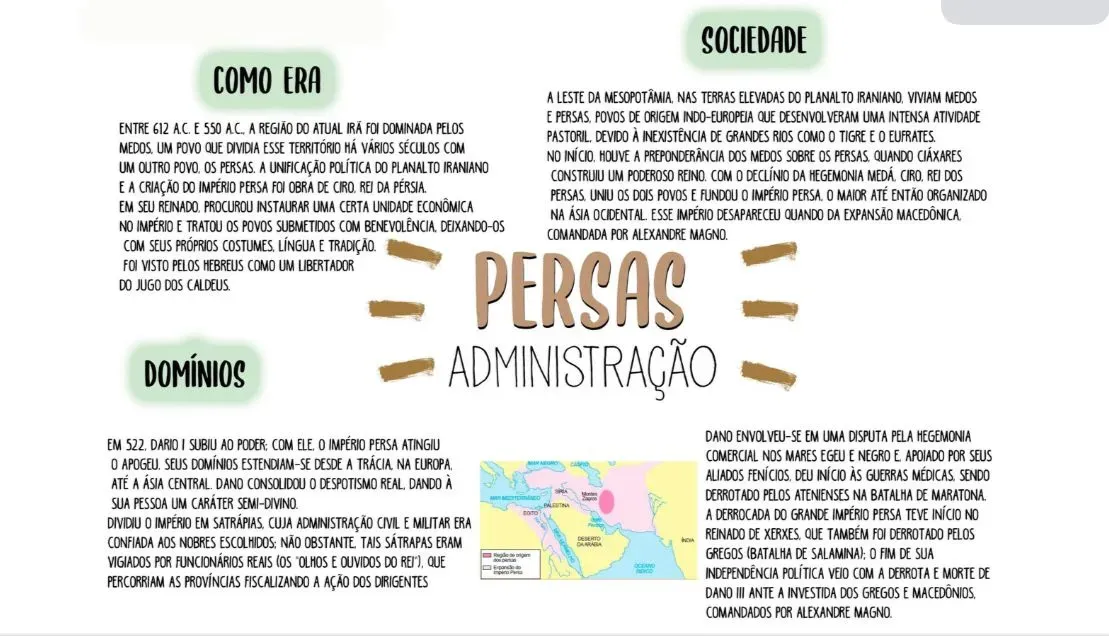 COMO ERA
ENTRE 612 A.C. E 550 A.C., A REGIÃO DO ATUAL IRÃ FOI DOMINADA PELOS
MEDOS, UM POVO QUE DIVIDIA ESSE TERRITÓRIO HÁ VÁRIOS SÉCULOS COM
UM OUTRO POVO, OS PERSAS. A UNIFICAÇÃO POLÍTICA DO PLANALTO IRANIANO
E A CRIAÇÃO DO IMPÉRIO PERSA FOI OBRA DE CIRO, REI DA PÉRSIA.
EM SEU REINADO, PROCUROU INSTAURAR UMA CERTA UNIDADE ECONÔMICA
NO IMPÉRIO E TRATOU OS POVOS SUBMETIDOS COM BENEVOLÊNCIA, DEIXANDO-OS
COM SEUS PRÓPRIOS COSTUMES, LÍNGUA E TRADIÇÃO.
FOI VISTO PELOS HEBREUS COMO UM LIBERTADOR
DO JUGO DOS CALDEUS.
SOCIEDADE
A LESTE DA MESOPOTÂMIA, NAS TERRAS ELEVADAS DO PLANALTO IRANIANO, VIVIAM MEDOS
E PERSAS, POVOS DE ORIGEM INDO-EUROPEIA QUE DESENVOLVERAM UMA INTENSA ATIVIDADE
PASTORIL, DEVIDO À INEXISTÊNCIA DE GRANDES RIOS COMO O TIGRE E O EUFRATES.
NO INÍCIO, HOUVE A PREPONDERÂNCIA DOS MEDOS SOBRE OS PERSAS, QUANDO CIÁXARES
CONSTRUIU UM PODEROSO REINO. COM O DECLÍNIO DA HEGEMONIA MEDÁ, CIRO, REI DOS
PERSAS, UNIU OS DOIS POVOS E FUNDOU O IMPÉRIO PERSA, O MAIOR ATÉ ENTÃO ORGANIZADO
NA ÁSIA OCIDENTAL. ESSE IMPÉRIO DESAPARECEU QUANDO DA EXPANSÃO MACEDÔNICA,
COMANDADA POR ALEXANDRE MAGNO.
PERSAS
ADMINISTRAÇÃO
DOMÍNIOS
EM 522, DARIO I SUBIU AO PODER; COM ELE, O IMPÉRIO PERSA ATINGIU
O APOGEU. SEUS DOMÍNIOS ESTENDIAM-SE DESDE A TRÁCIA, NA EUROPA,
ATÉ A ÁSIA CENTRAL. DANO CONSOLIDOU O DESPOTISMO REAL, DANDO À
SUA PESSOA UM CARÁTER SEMI-DIVINO.
DIVIDIU O IMPÉRIO EM SATRÁPIAS, CUJA ADMINISTRAÇÃO CIVIL E MILITAR ERA
CONFIADA AOS NOBRES ESCOLHIDOS; NÃO OBSTANTE, TAIS SÁTRAPAS ERAM
VIGIADOS POR FUNCIONÁRIOS REAIS (OS "OLHOS E OUVIDOS DO REI"), QUE
PERCORRIAM AS PROVÍNCIAS FISCALIZANDO A AÇÃO DOS DIRIGENTES
MAR NEGRO
CÁSPIO
MAR MEDITERRÂNEO
SÍRIA
Montes
Zagros
PALESTINA
EGITO
Golfo
Pérsico
MAR VERMELHO
DESERTO
DA ARÁBIA
ÍNDIA
OCEANO
ÍNDICO
Região de origem
dos persas
Expansão do
Império Persa
DANO ENVOLVEU-SE EM UMA DISPUTA PELA HEGEMONIA
COMERCIAL NOS MARES EGEU E NEGRO E, APOIADO POR SEUS
ALIADOS FENÍCIOS, DEU INÍCIO ÀS GUERRAS MÉDICAS, SENDO
DERROTADO PELOS ATENIENSES NA BATALHA DE MARATONA.
A DERROCADA DO GRANDE IMPÉRIO PERSA TEVE INÍCIO NO
REINADO DE XERXES, QUE TAMBÉM FOI DERROTADO PELOS
GREGOS (BATALHA DE SALAMINA); O FIM DE SUA
INDEPENDÊNCIA POLÍTICA VEIO COM A DERROTA E MORTE DE
DANO III ANTE A INVESTIDA DOS GREGOS E MACEDÔNIOS,
COMANDADOS POR ALEXANDRE MAGNO.